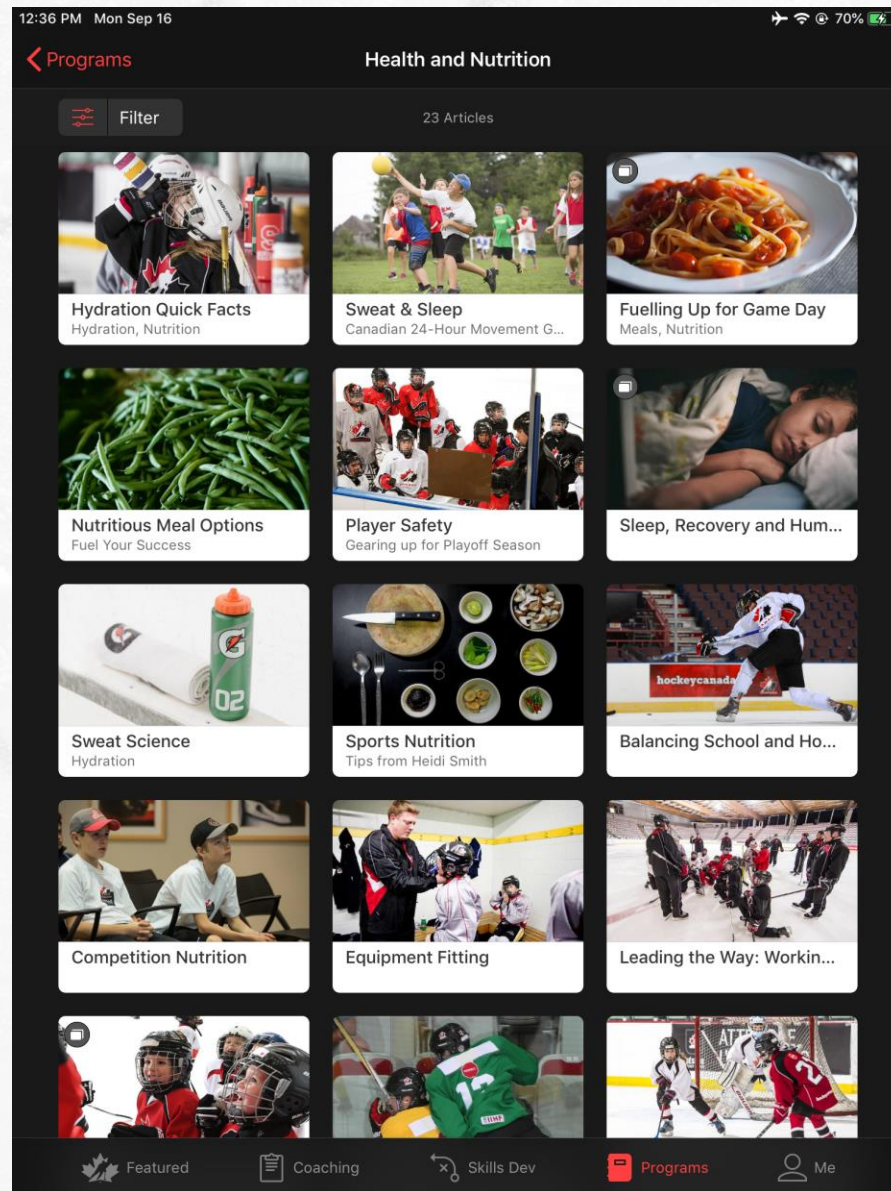 12:36 PM Mon Sep 16
70%
Programs
Health and Nutrition
Filter
23 Articles
Hydration Quick Facts
Hydration, Nutrition
Sweat & Sleep
Canadian 24-Hour Movement G...
Fuelling Up for Game Day
Meals, Nutrition
Nutritious Meal Options
Fuel Your Success
Player Safety
Gearing up for Playoff Season
Sleep, Recovery and Hum...
G
02
Sweat Science
Hydration
Sports Nutrition
Tips from Heidi Smith
hockeycanada
Balancing School and Ho...
Competition Nutrition
Equipment Fitting
Leading the Way: Workin...
IIHF
Featured
Coaching
Skills Dev
Programs
Me